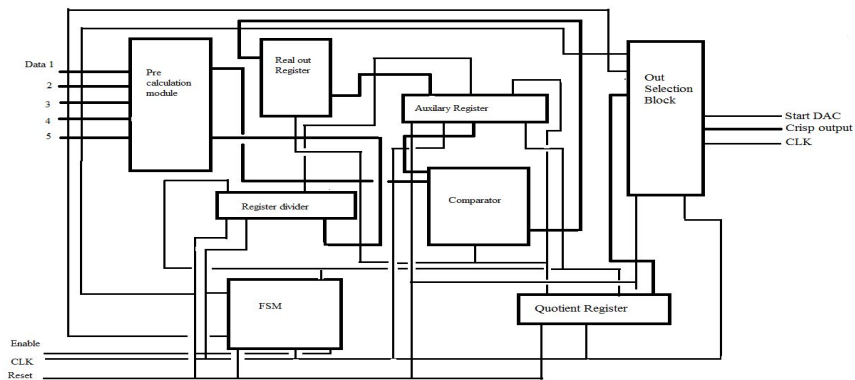 Data 1
2
3
4
5
Pre
calculation
module
Real out
Register
Auxilary Register
Out
Selection
Block
Start DAC
Crisp output
CLK
Register divider
Comparator
FSM
Quotient Register
Enable
CLK
Reset